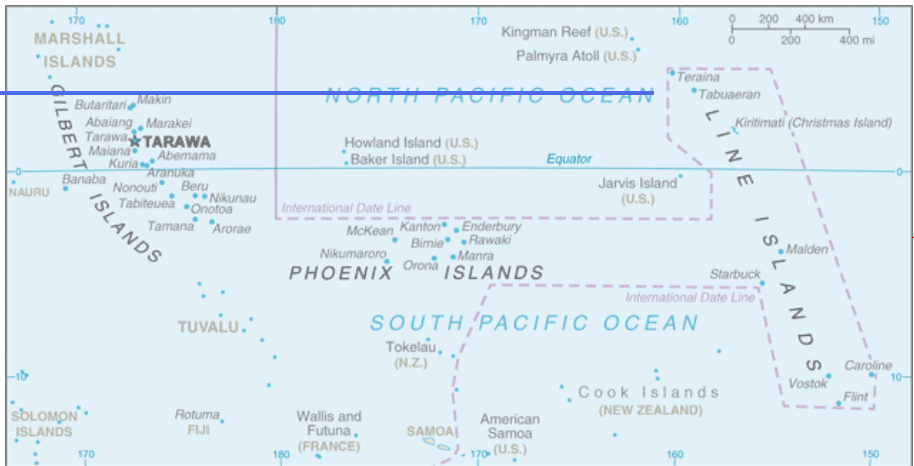 170
180
170
160
150
0 200 400 km
0 200 400 mi
MARSHALL
ISLANDS
Kingman Reef (U.S.)
Palmyra Atoll (U.S.)
Teraina
Tabuaeran
NORTH PACIFIC OCEAN
GILBERT ISLANDS
Butaritari
Makin
Abaiang
Marakei
Tarawa
TARAWA
Maiana
Abemama
Kuria
Aranuka
LINE ISLANDS
Kiritimati (Christmas Island)
Howland Island (U.S.)
Baker Island (U.S.)
Equator
0
0
NAURU
Banaba
Nonouti
Beru
Nikunau
Tabiteuea
Onotoa
Tamana
Arorae
Jarvis Island
(U.S.)
International Date Line
McKean
Kanton
Enderbury
Birnie
Rawaki
Nikumaroro
Orona
Manra
PHOENIX ISLANDS
Malden
Starbuck
International Date Line
TUVALU
SOUTH PACIFIC OCEAN
Tokelau
(N.Z.)
10
10
Vostok
Caroline
Flint
Cook Islands
(NEW ZEALAND)
SOLOMON
ISLANDS
Rotuma
FIJI
Wallis and
Futuna
(FRANCE)
SAMOA
American
Samoa
(U.S.)
170
180
170
160
150